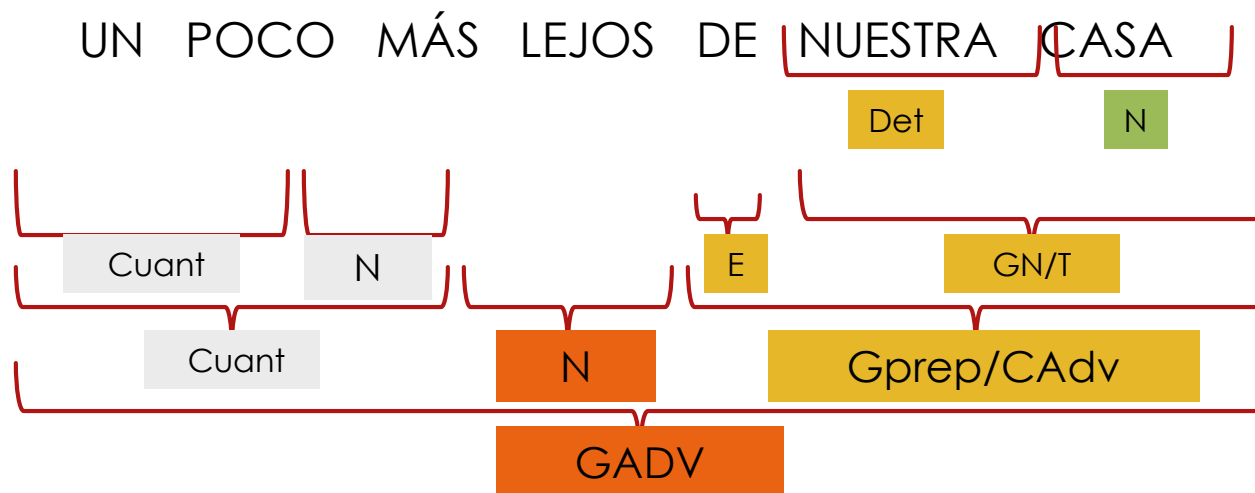 UN POCO MÁS LEJOS DE NUESTRA CASA
Det N
Cuant N E GN/T
Cuant N Gprep/CAdv
GADV